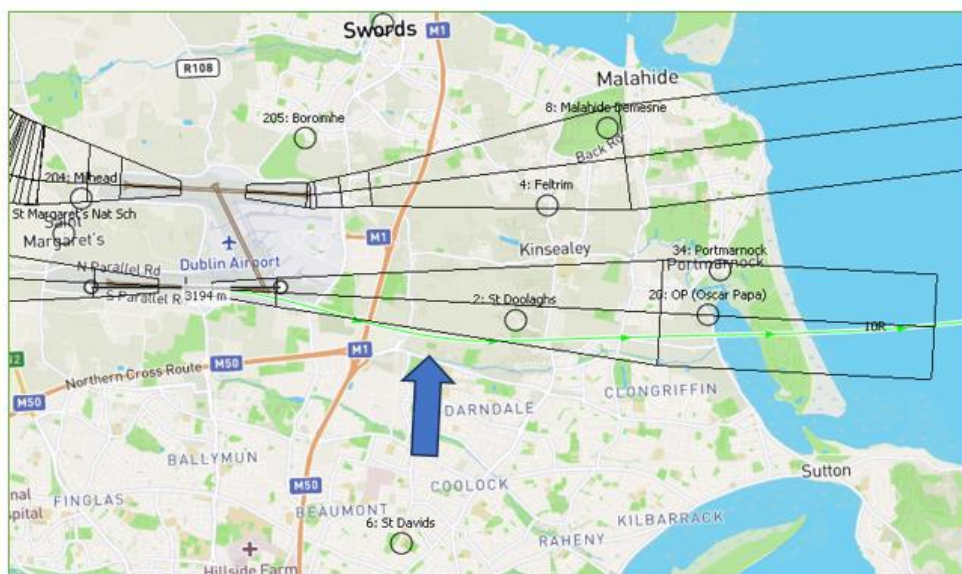 Swords
M1
R108
Malahide
8: Malahide Demesne
205: Boroimhe
Back Rd
204: Milhead
4: Feltrim
St Margaret's Nat Sch
Saint
Margaret's
M1
Kinsealey
34: Portmarnock
Portmarnock
Dublin Airport
N Parallel Rd
S Parallel R
3194 m
2: St Doolaghs
20: OP (Oscar Papa)
10R
M50
M1
Northern Cross Route
M50
CLONGRIFFIN
DARNDALE
BALLYMUN
Sutton
M50
COOLOCK
FINGLAS
BEAUMONT
KILBARRACK
6: St Davids
RAHENY
Hillside Farm